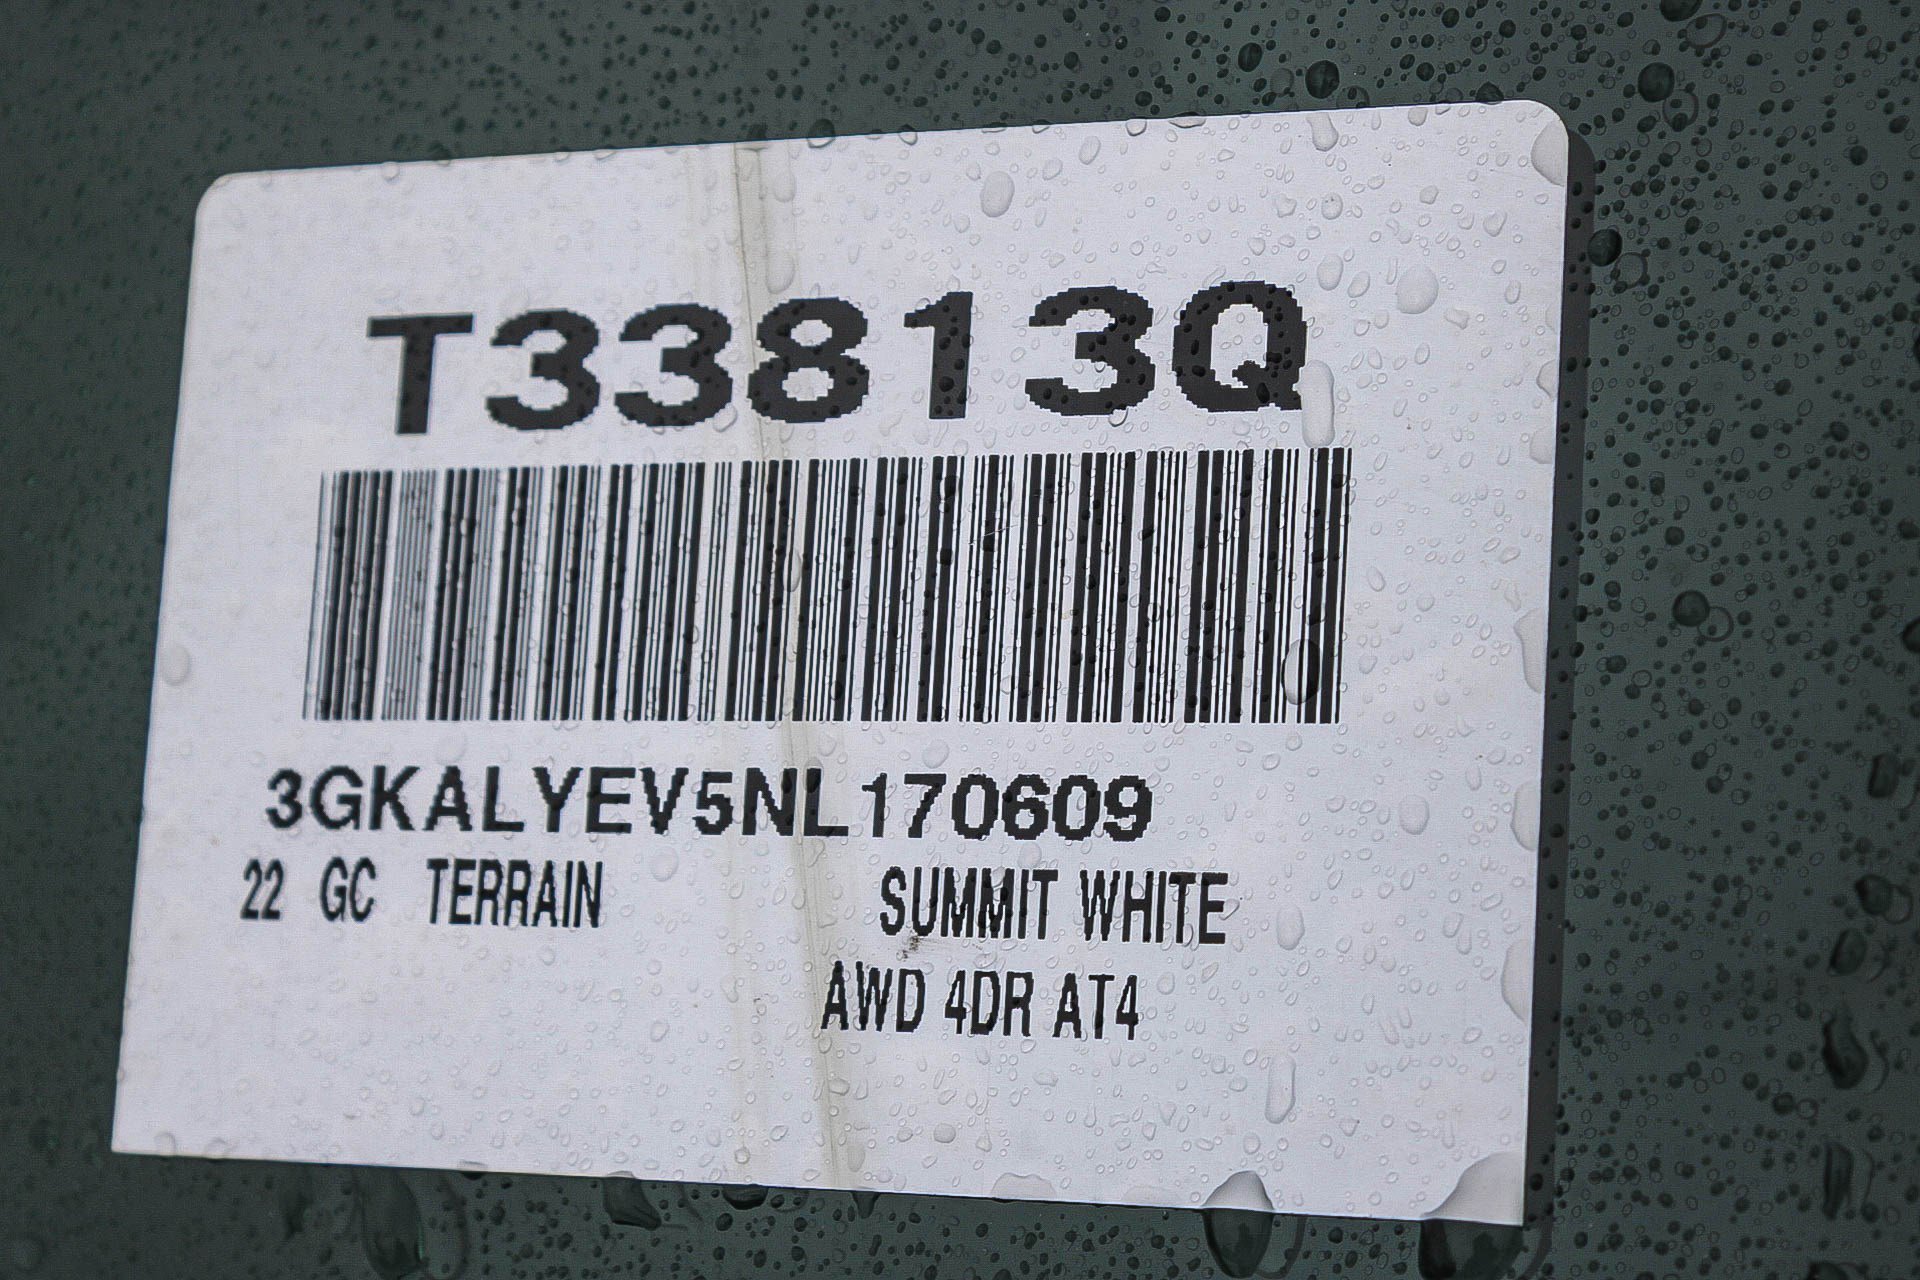 T33813Q
3GKALYEV5NL170609
22 GC TERRAIN SUMMIT WHITE
AWD 4DR AT4